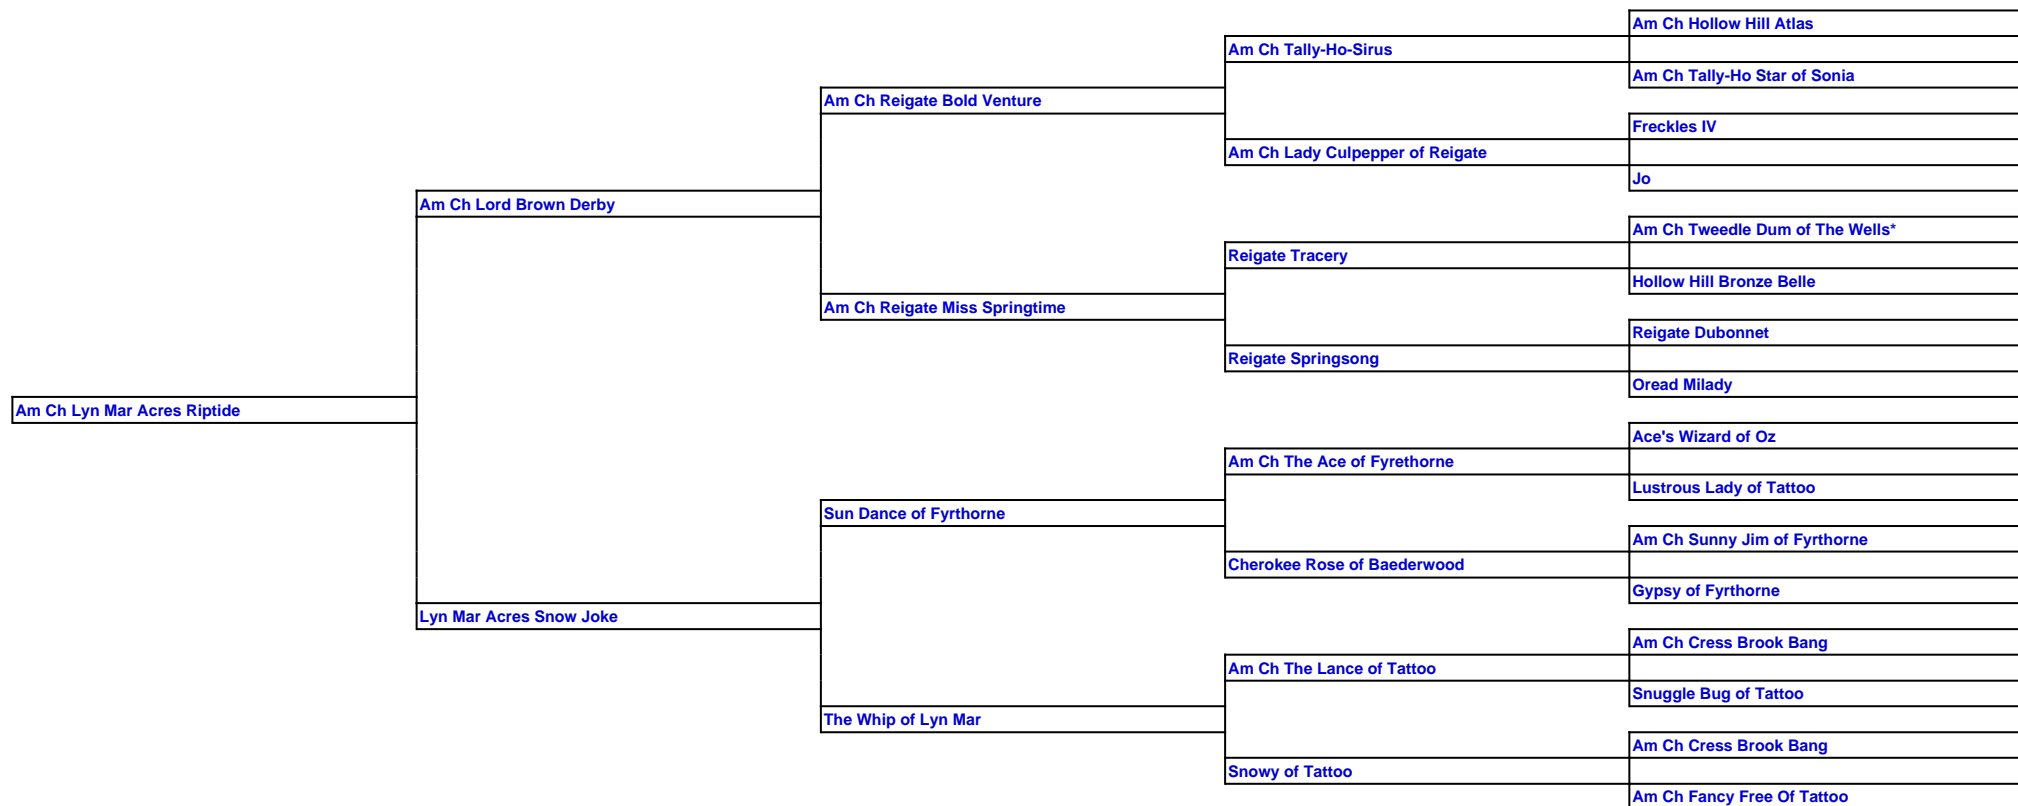 Am Ch Hollow Hill Atlas
Am Ch Tally-Ho-Sirus
Am Ch Tally-Ho Star of Sonia
Am Ch Reigate Bold Venture
Freckles IV
Am Ch Lady Culpepper of Reigate
Jo
Am Ch Lord Brown Derby
Am Ch Tweedle Dum of The Wells*
Reigate Tracery
Hollow Hill Bronze Belle
Am Ch Reigate Miss Springtime
Reigate Dubonnet
Reigate Springsong
Oread Milady
Am Ch Lyn Mar Acres Riptide
Ace's Wizard of Oz
Am Ch The Ace of Fyrethorne
Lustrous Lady of Tattoo
Sun Dance of Fyrthorne
Am Ch Sunny Jim of Fyrthorne
Cherokee Rose of Baederwood
Gypsy of Fyrthorne
Lyn Mar Acres Snow Joke
Am Ch Cress Brook Bang
Am Ch The Lance of Tattoo
Snuggle Bug of Tattoo
The Whip of Lyn Mar
Am Ch Cress Brook Bang
Snowy of Tattoo
Am Ch Fancy Free Of Tattoo